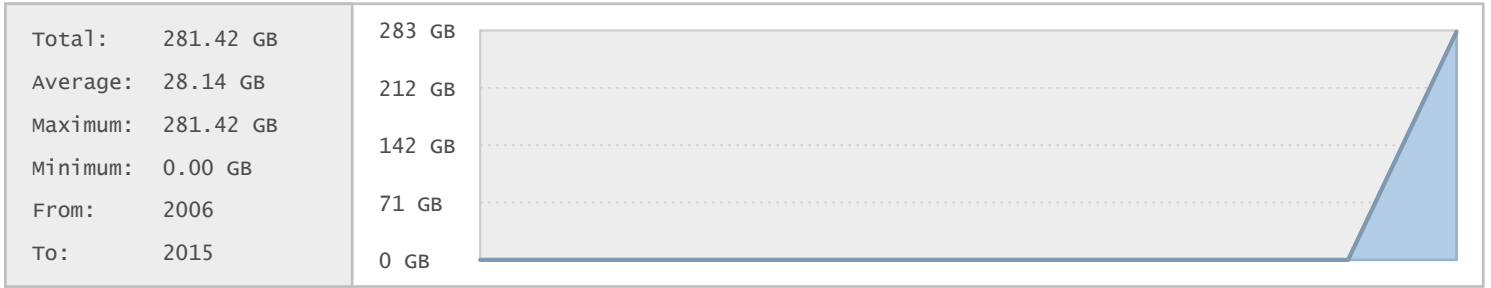 Total: 281.42 GB
Average: 28.14 GB
Maximum: 281.42 GB
Minimum: 0.00 GB
From: 2006
To: 2015
283 GB
212 GB
142 GB
71 GB
0 GB